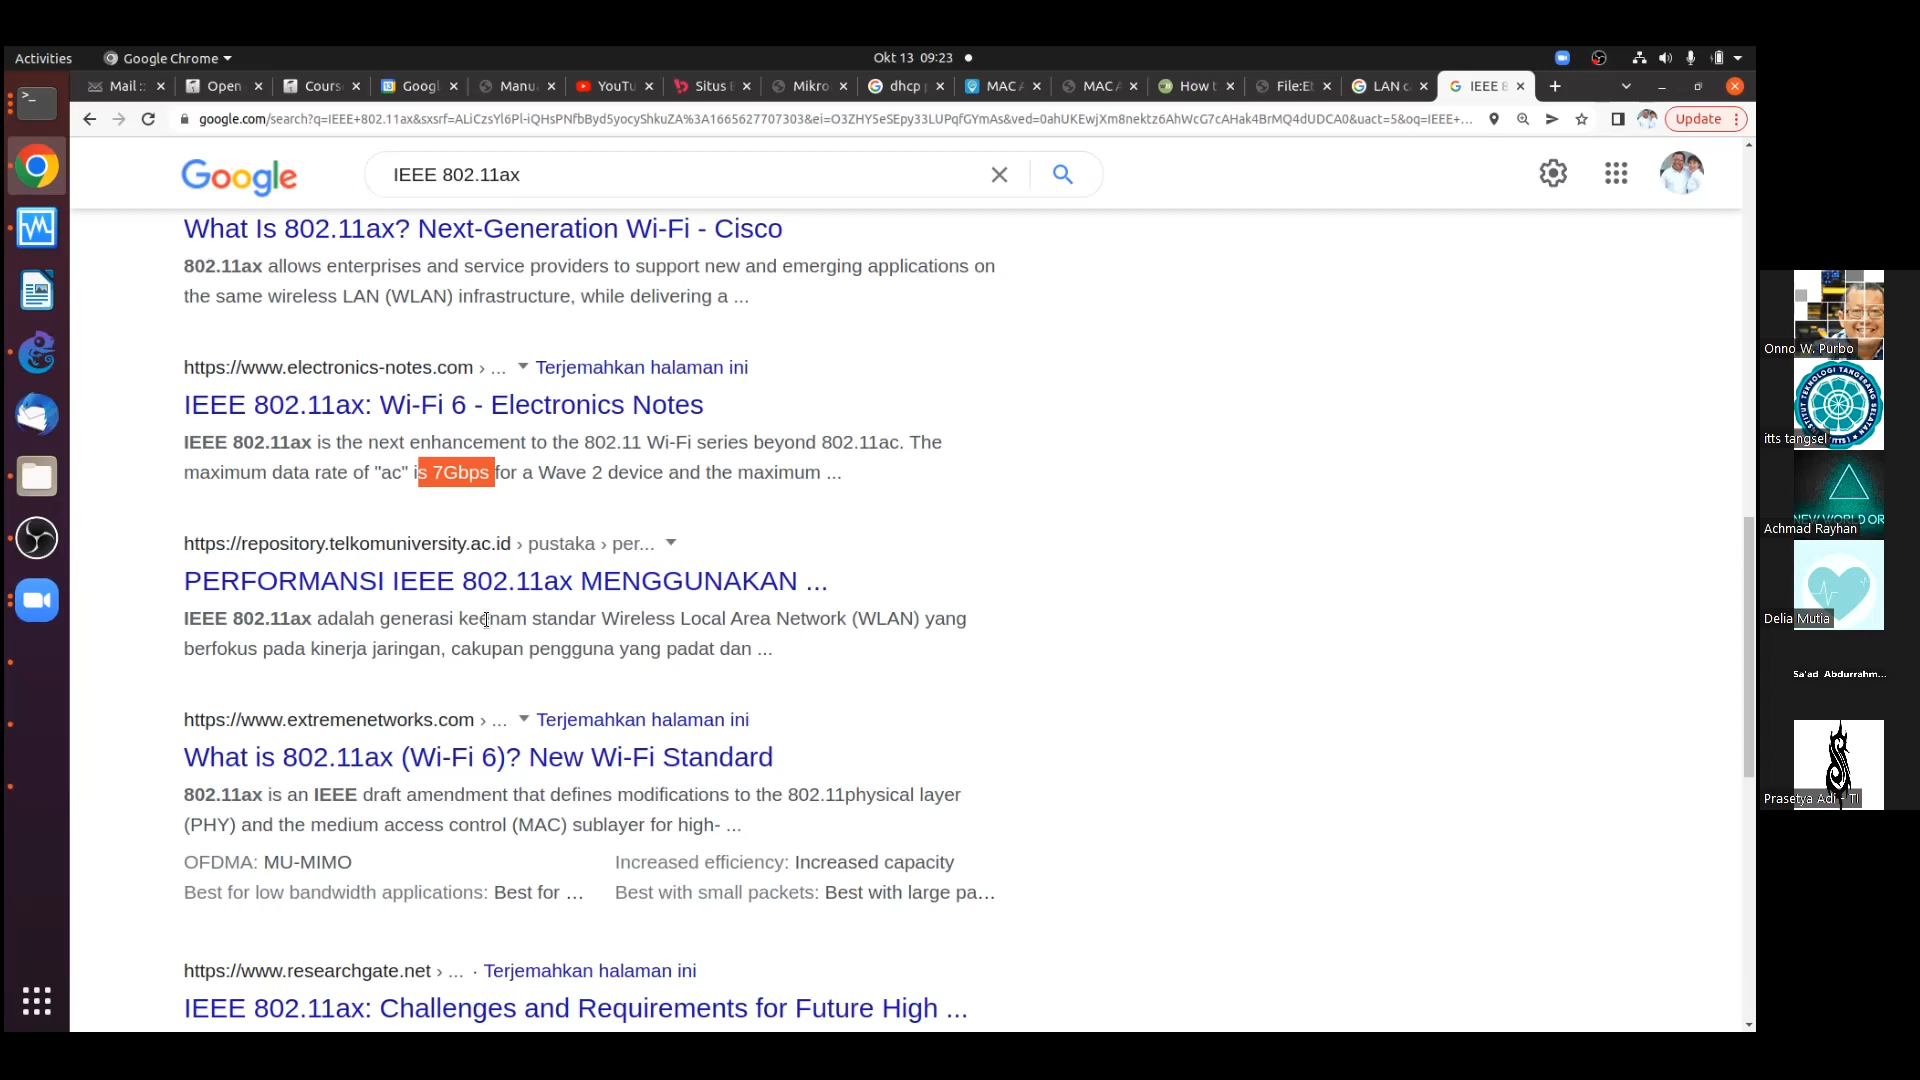 Activities
Google Chrome
Okt 13 09:23
Mail ::
Open
Cours
Googl
Manu
YouTu
Situs
Mikro
dhcp
MAC A
MAC
How t
File:Et
LAN c
IEEE 8
google.com/search?q=IEEE+802.11ax&sxsrf=ALiCzsYl6Pl-iQHsPNfbByd5yocyShkuZA%3A1665627707303&ei=O3ZHY5eSEpy33LUPqfGYmAs&ved=0ahUKEwjXm8nektz6AhWcG7cAHak4BrMQ4dUDCA0&uact=5&oq=IEEE+...
Update
Google
IEEE 802.11ax
What Is 802.11ax? Next-Generation Wi-Fi - Cisco
802.11ax allows enterprises and service providers to support new and emerging applications on
the same wireless LAN (WLAN) infrastructure, while delivering a ...
https://www.electronics-notes.com › ... Terjemahkan halaman ini
IEEE 802.11ax: Wi-Fi 6 - Electronics Notes
IEEE 802.11ax is the next enhancement to the 802.11 Wi-Fi series beyond 802.11ac. The
maximum data rate of "ac" is 7Gbps for a Wave 2 device and the maximum ...
https://repository.telkomuniversity.ac.id › pustaka › per...
PERFORMANSI IEEE 802.11ax MENGGUNAKAN ...
IEEE 802.11ax adalah generasi keenam standar Wireless Local Area Network (WLAN) yang
berfokus pada kinerja jaringan, cakupan pengguna yang padat dan ...
https://www.extremenetworks.com › ... Terjemahkan halaman ini
What is 802.11ax (Wi-Fi 6)? New Wi-Fi Standard
802.11ax is an IEEE draft amendment that defines modifications to the 802.11physical layer
(PHY) and the medium access control (MAC) sublayer for high- ...
OFDMA: MU-MIMO
Increased efficiency: Increased capacity
Best for low bandwidth applications: Best for ...
Best with small packets: Best with large pa...
https://www.researchgate.net › ... · Terjemahkan halaman ini
IEEE 802.11ax: Challenges and Requirements for Future High ...
Onno W. Purbo
INSTITUT TEKNOLOGI TANGERANG SELATAN
itts tangsel
NEW WORLD OR
Achmad Rayhan
Delia Mutia
Sa'ad Abdurrahm...
Prasetya Adi - TI